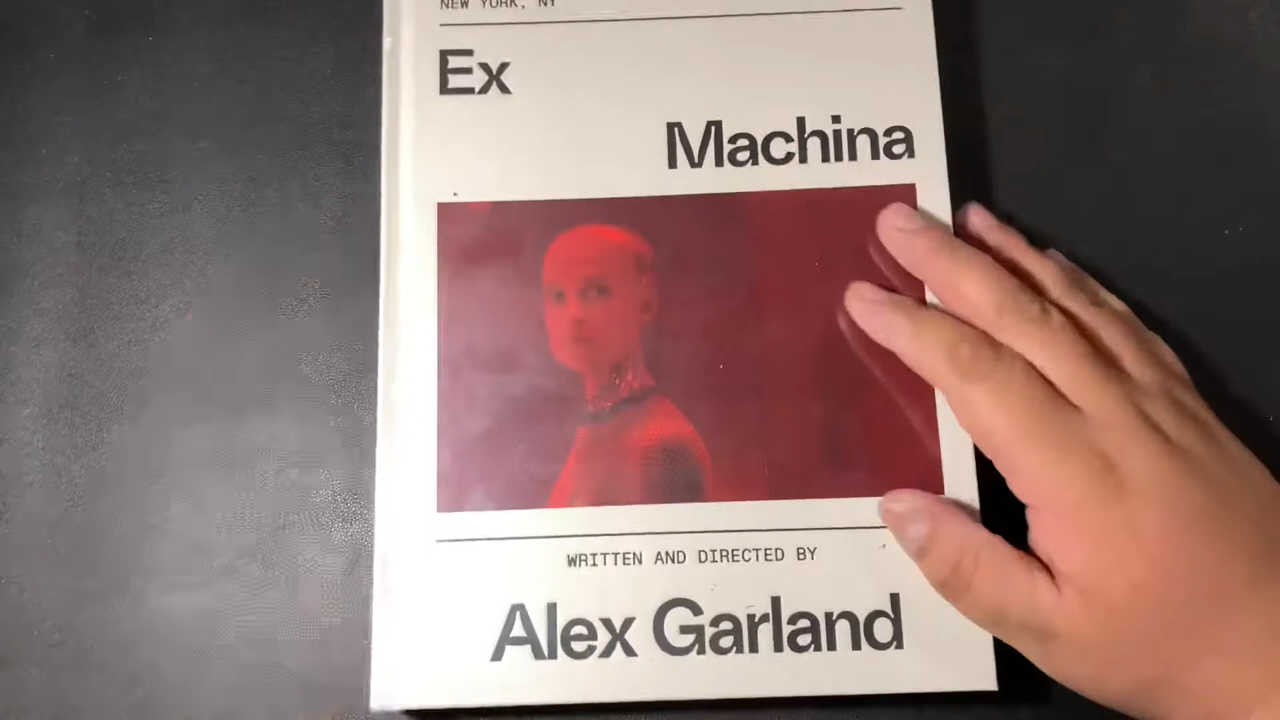 NEW YORK, NY
Ex
Machina
WRITTEN AND DIRECTED BY
Alex Garland